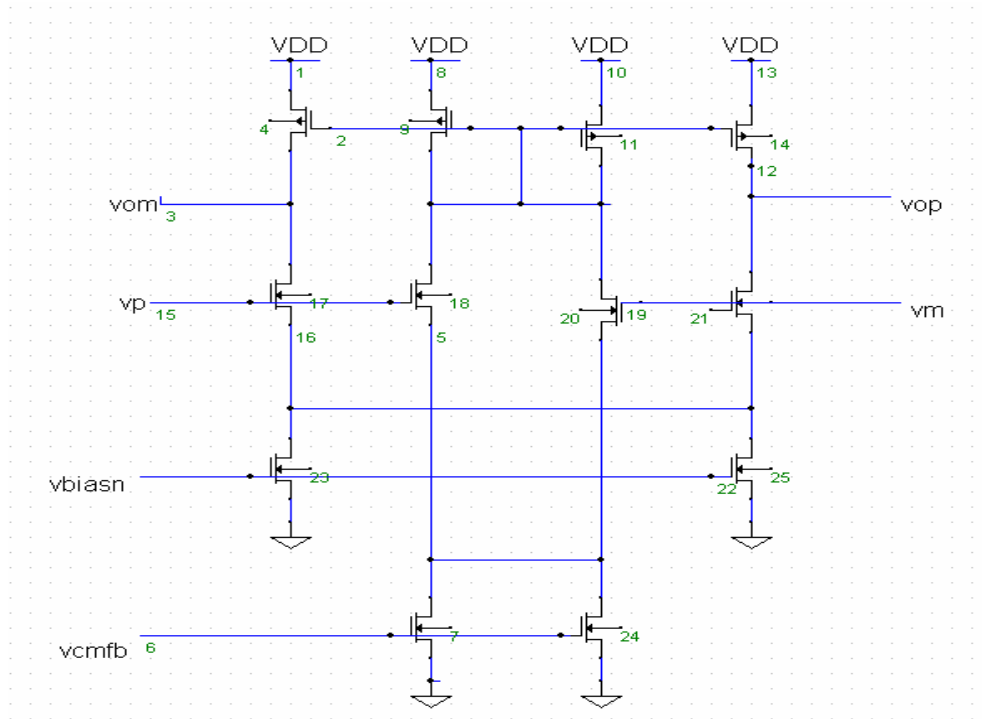 VDD VDD VDD VDD
1 8 10 13
4 2 9 11 14
12
vom 3 vop
vp 15 17 18 20 19 21 vm
16 5
vbiasn 23 22 25
vcmfb 6 7 24